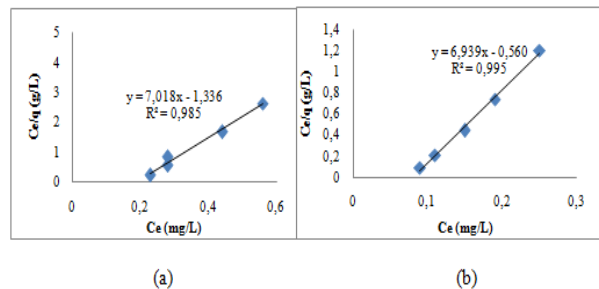 5
4
3
2
1
0
Ce/q (g/L)
y = 7,018x - 1,336
R² = 0,985
0 0,2 0,4 0,6
Ce (mg/L)
(a)
1,4
1,2
1
0,8
0,6
0,4
0,2
0
Ce/q (g/L)
y = 6,939x - 0,560
R² = 0,995
0 0,1 0,2 0,3
Ce (mg/L)
(b)